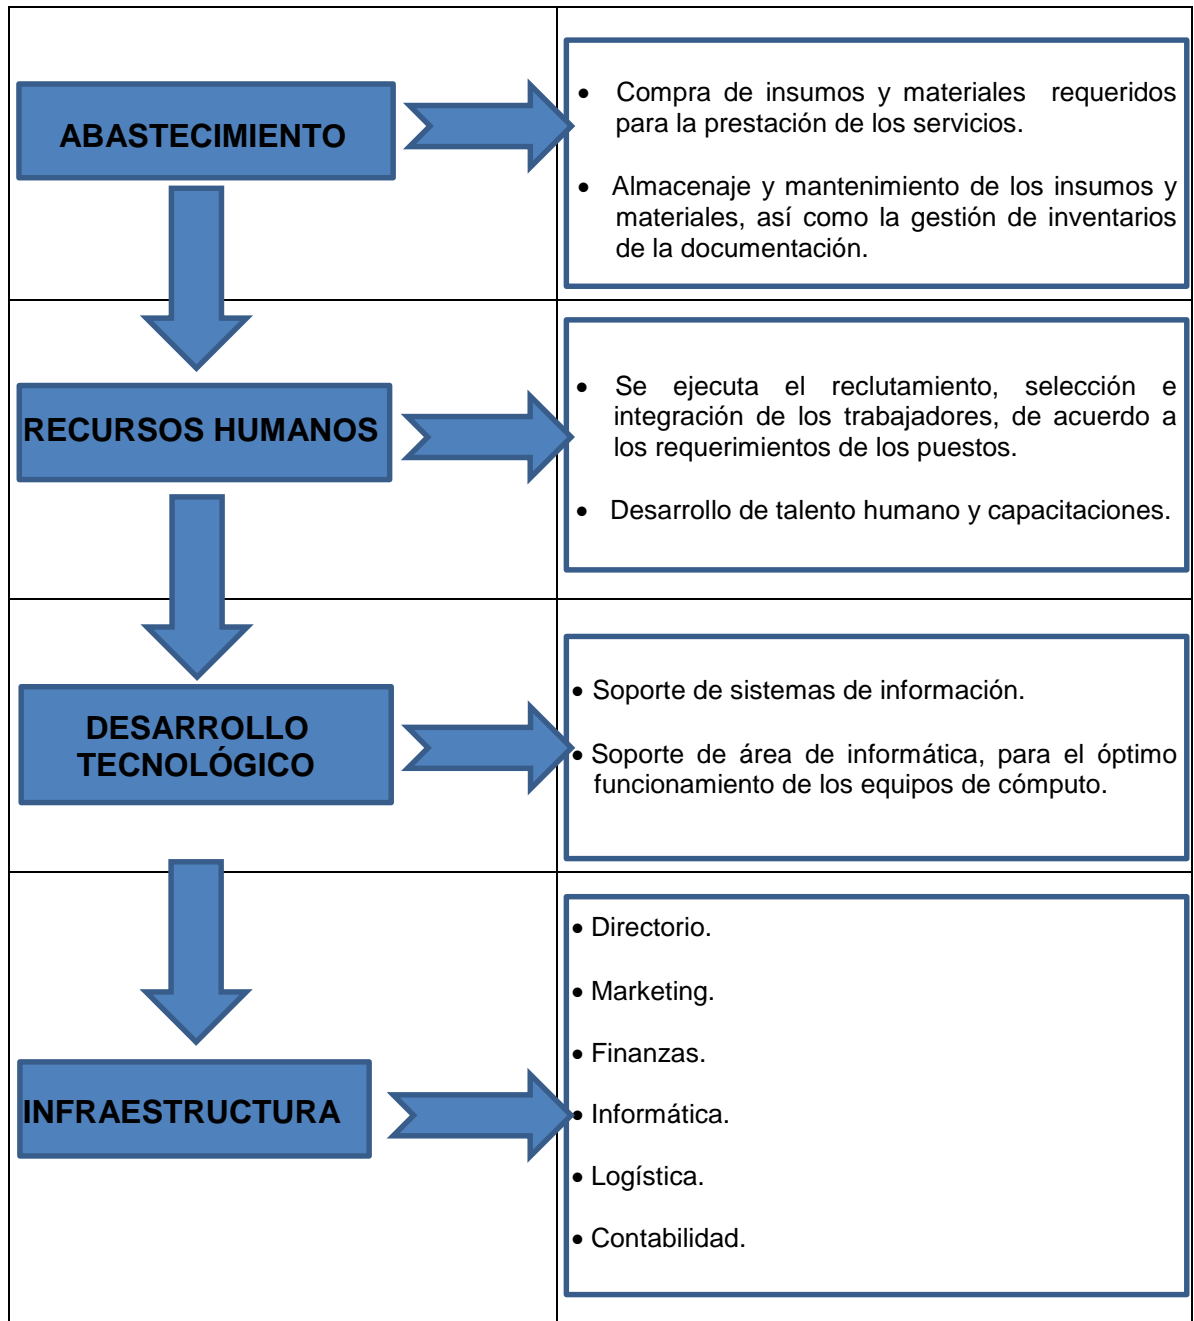 ABASTECIMIENTO
• Compra de insumos y materiales requeridos
para la prestación de los servicios.
• Almacenaje y mantenimiento de los insumos y
materiales, así como la gestión de inventarios
de la documentación.
RECURSOS HUMANOS
• Se ejecuta el reclutamiento, selección e
integración de los trabajadores, de acuerdo a
los requerimientos de los puestos.
• Desarrollo de talento humano y capacitaciones.
DESARROLLO
TECNOLÓGICO
• Soporte de sistemas de información.
• Soporte de área de informática, para el óptimo
funcionamiento de los equipos de cómputo.
INFRAESTRUCTURA
• Directorio.
• Marketing.
• Finanzas.
• Informática.
• Logística.
• Contabilidad.